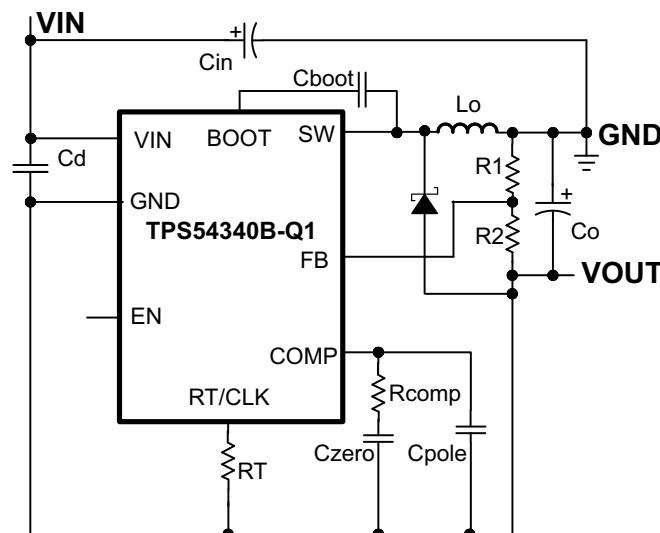 VIN
+
Cin
Cboot
Lo
VIN
BOOT
SW
GND
Cd
R1
GND
+
TPS54340B-Q1
R2
Co
FB
VOUT
EN
COMP
RT/CLK
Rcomp
RT
Czero
Cpole